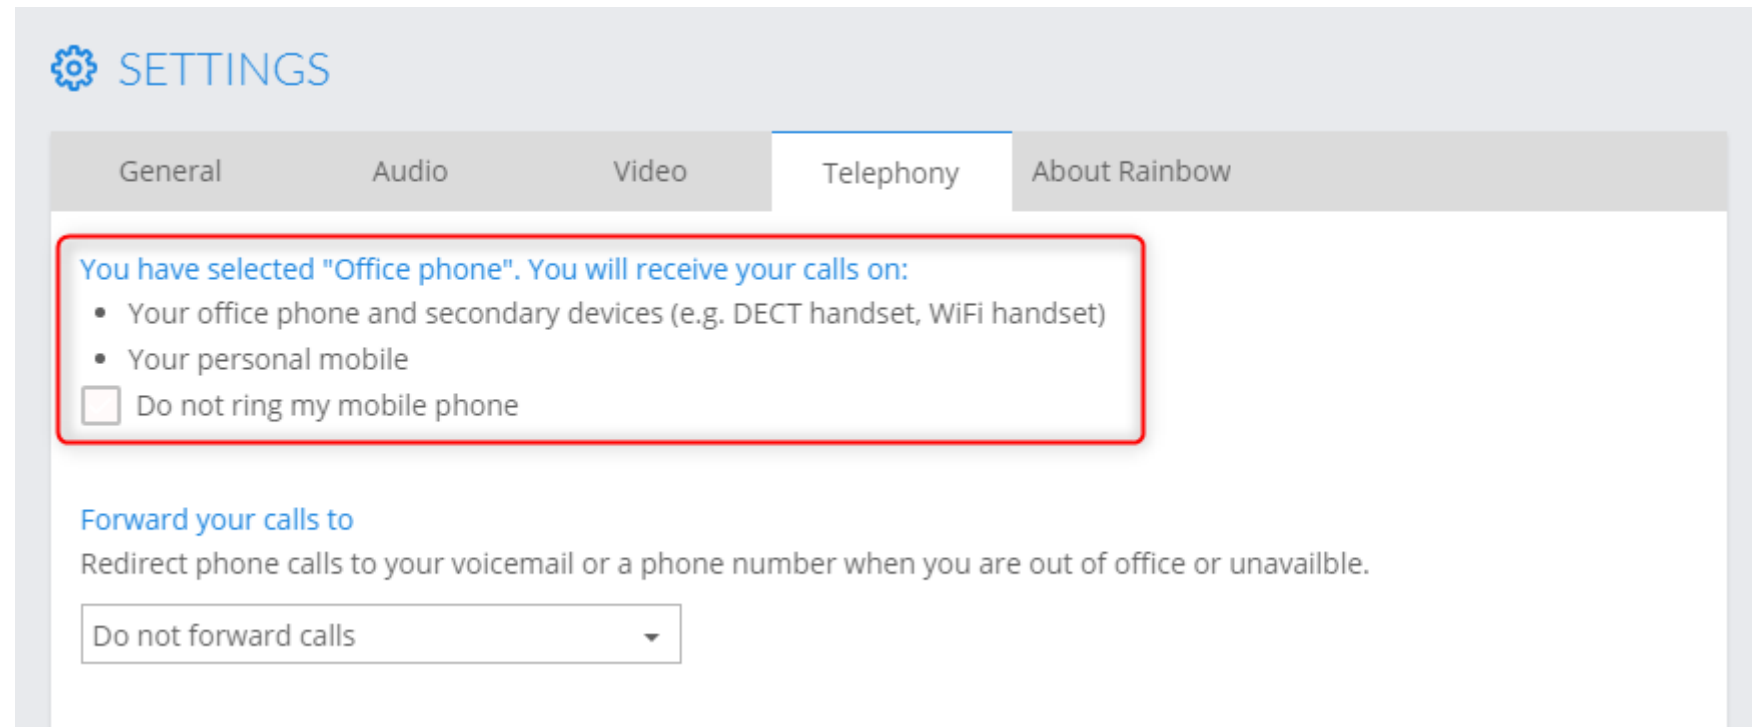 SETTINGS
General Audio Video Telephony About Rainbow
You have selected "Office phone". You will receive your calls on:
• Your office phone and secondary devices (e.g. DECT handset, WiFi handset)
• Your personal mobile
Do not ring my mobile phone
Forward your calls to
Redirect phone calls to your voicemail or a phone number when you are out of office or unavailble.
Do not forward calls